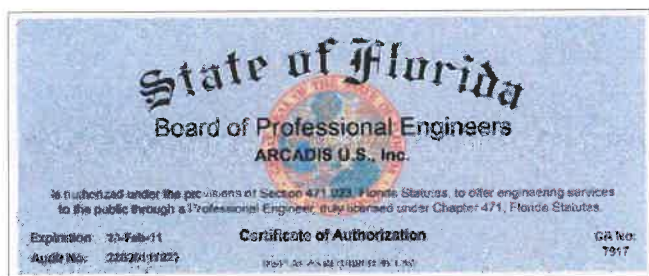 State of Florida
Board of Professional Engineers
ARCADIS U.S., Inc.
Is authorized under the provisions of Section 471.023, Florida Statutes, to offer engineering services
to the public through a Professional Engineer, duly licensed under Chapter 471, Florida Statutes.
Expiration: Certificate of Authorization CA No:
Audit No: 7917